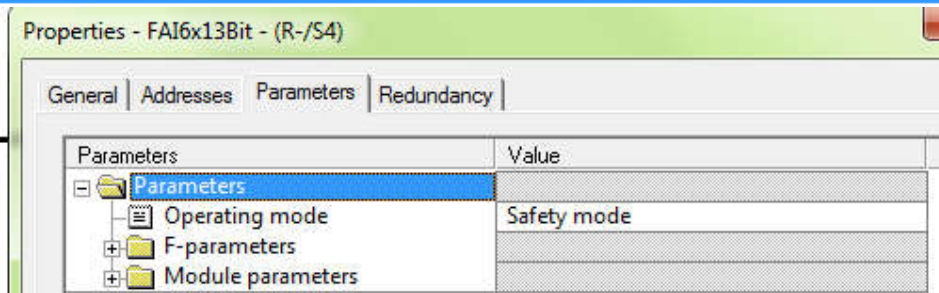 Properties - FAI6x13Bit - (R-/S4)
General Addresses Parameters Redundancy
Parameters Value
Parameters
Operating mode Safety mode
F-parameters
Module parameters